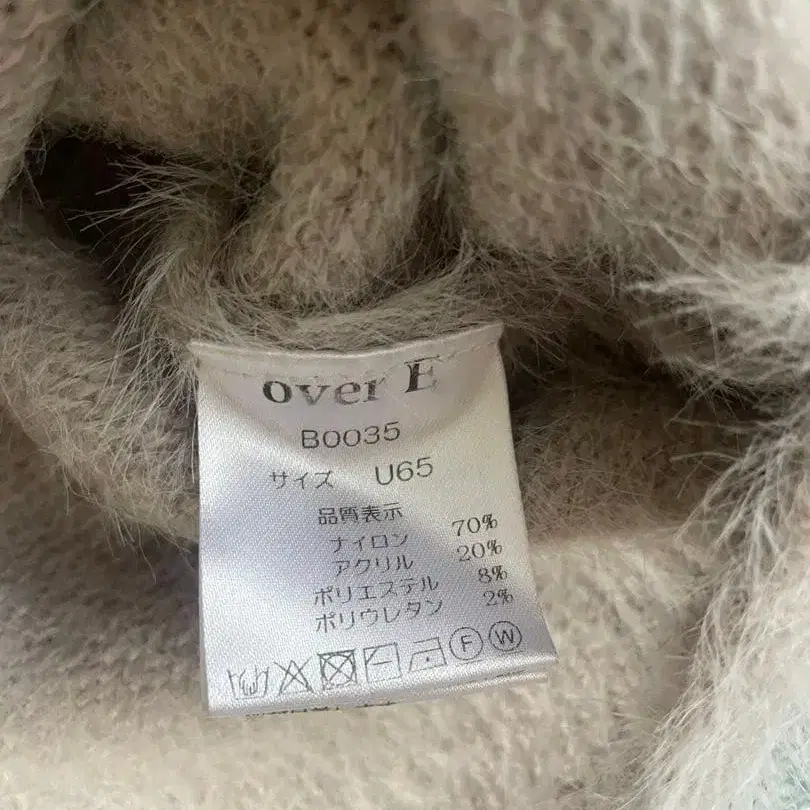 over E
B0035
サイズ U65
品質表示
ナイロン 70%
アクリル 20%
ポリエステル 8%
ポリウレタン 2%
F W